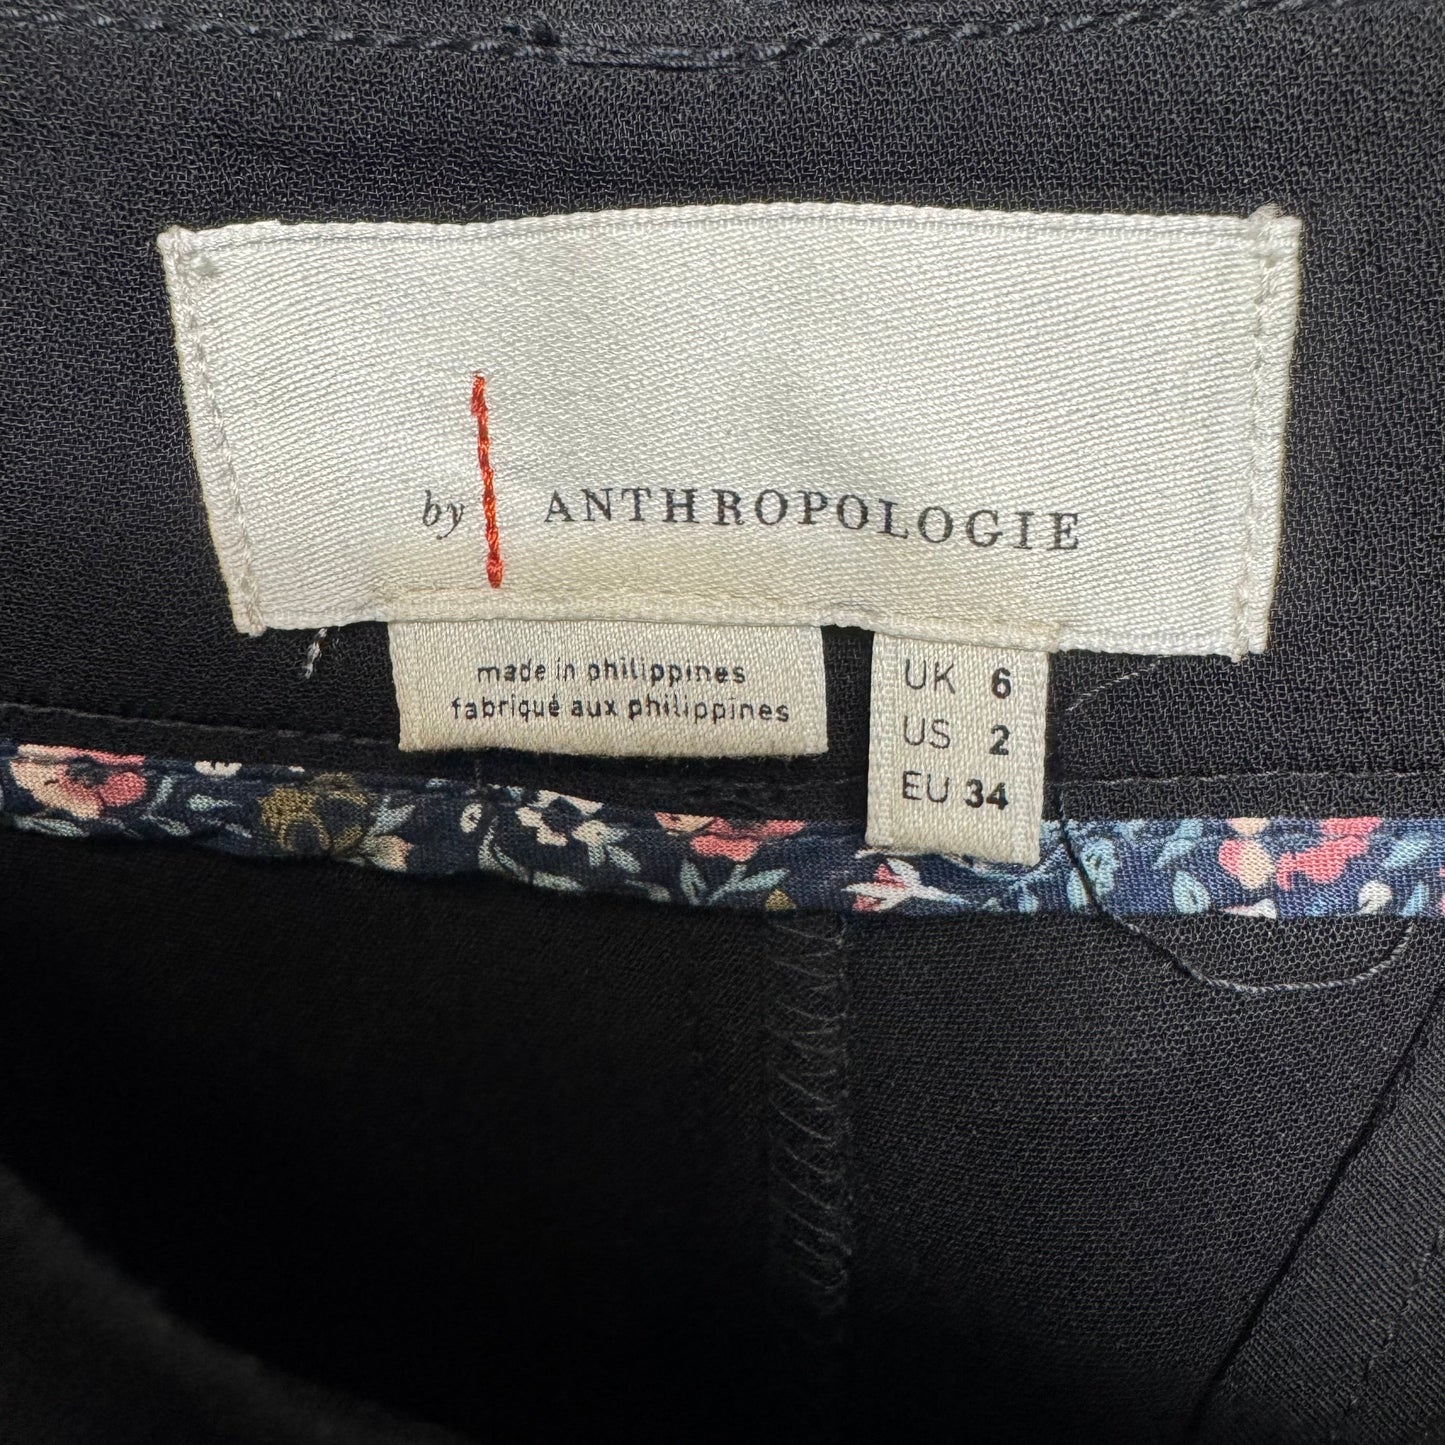 by ANTHROPOLOGIE
made in philippines
fabriqué aux philippines
UK 6
US 2
EU 34